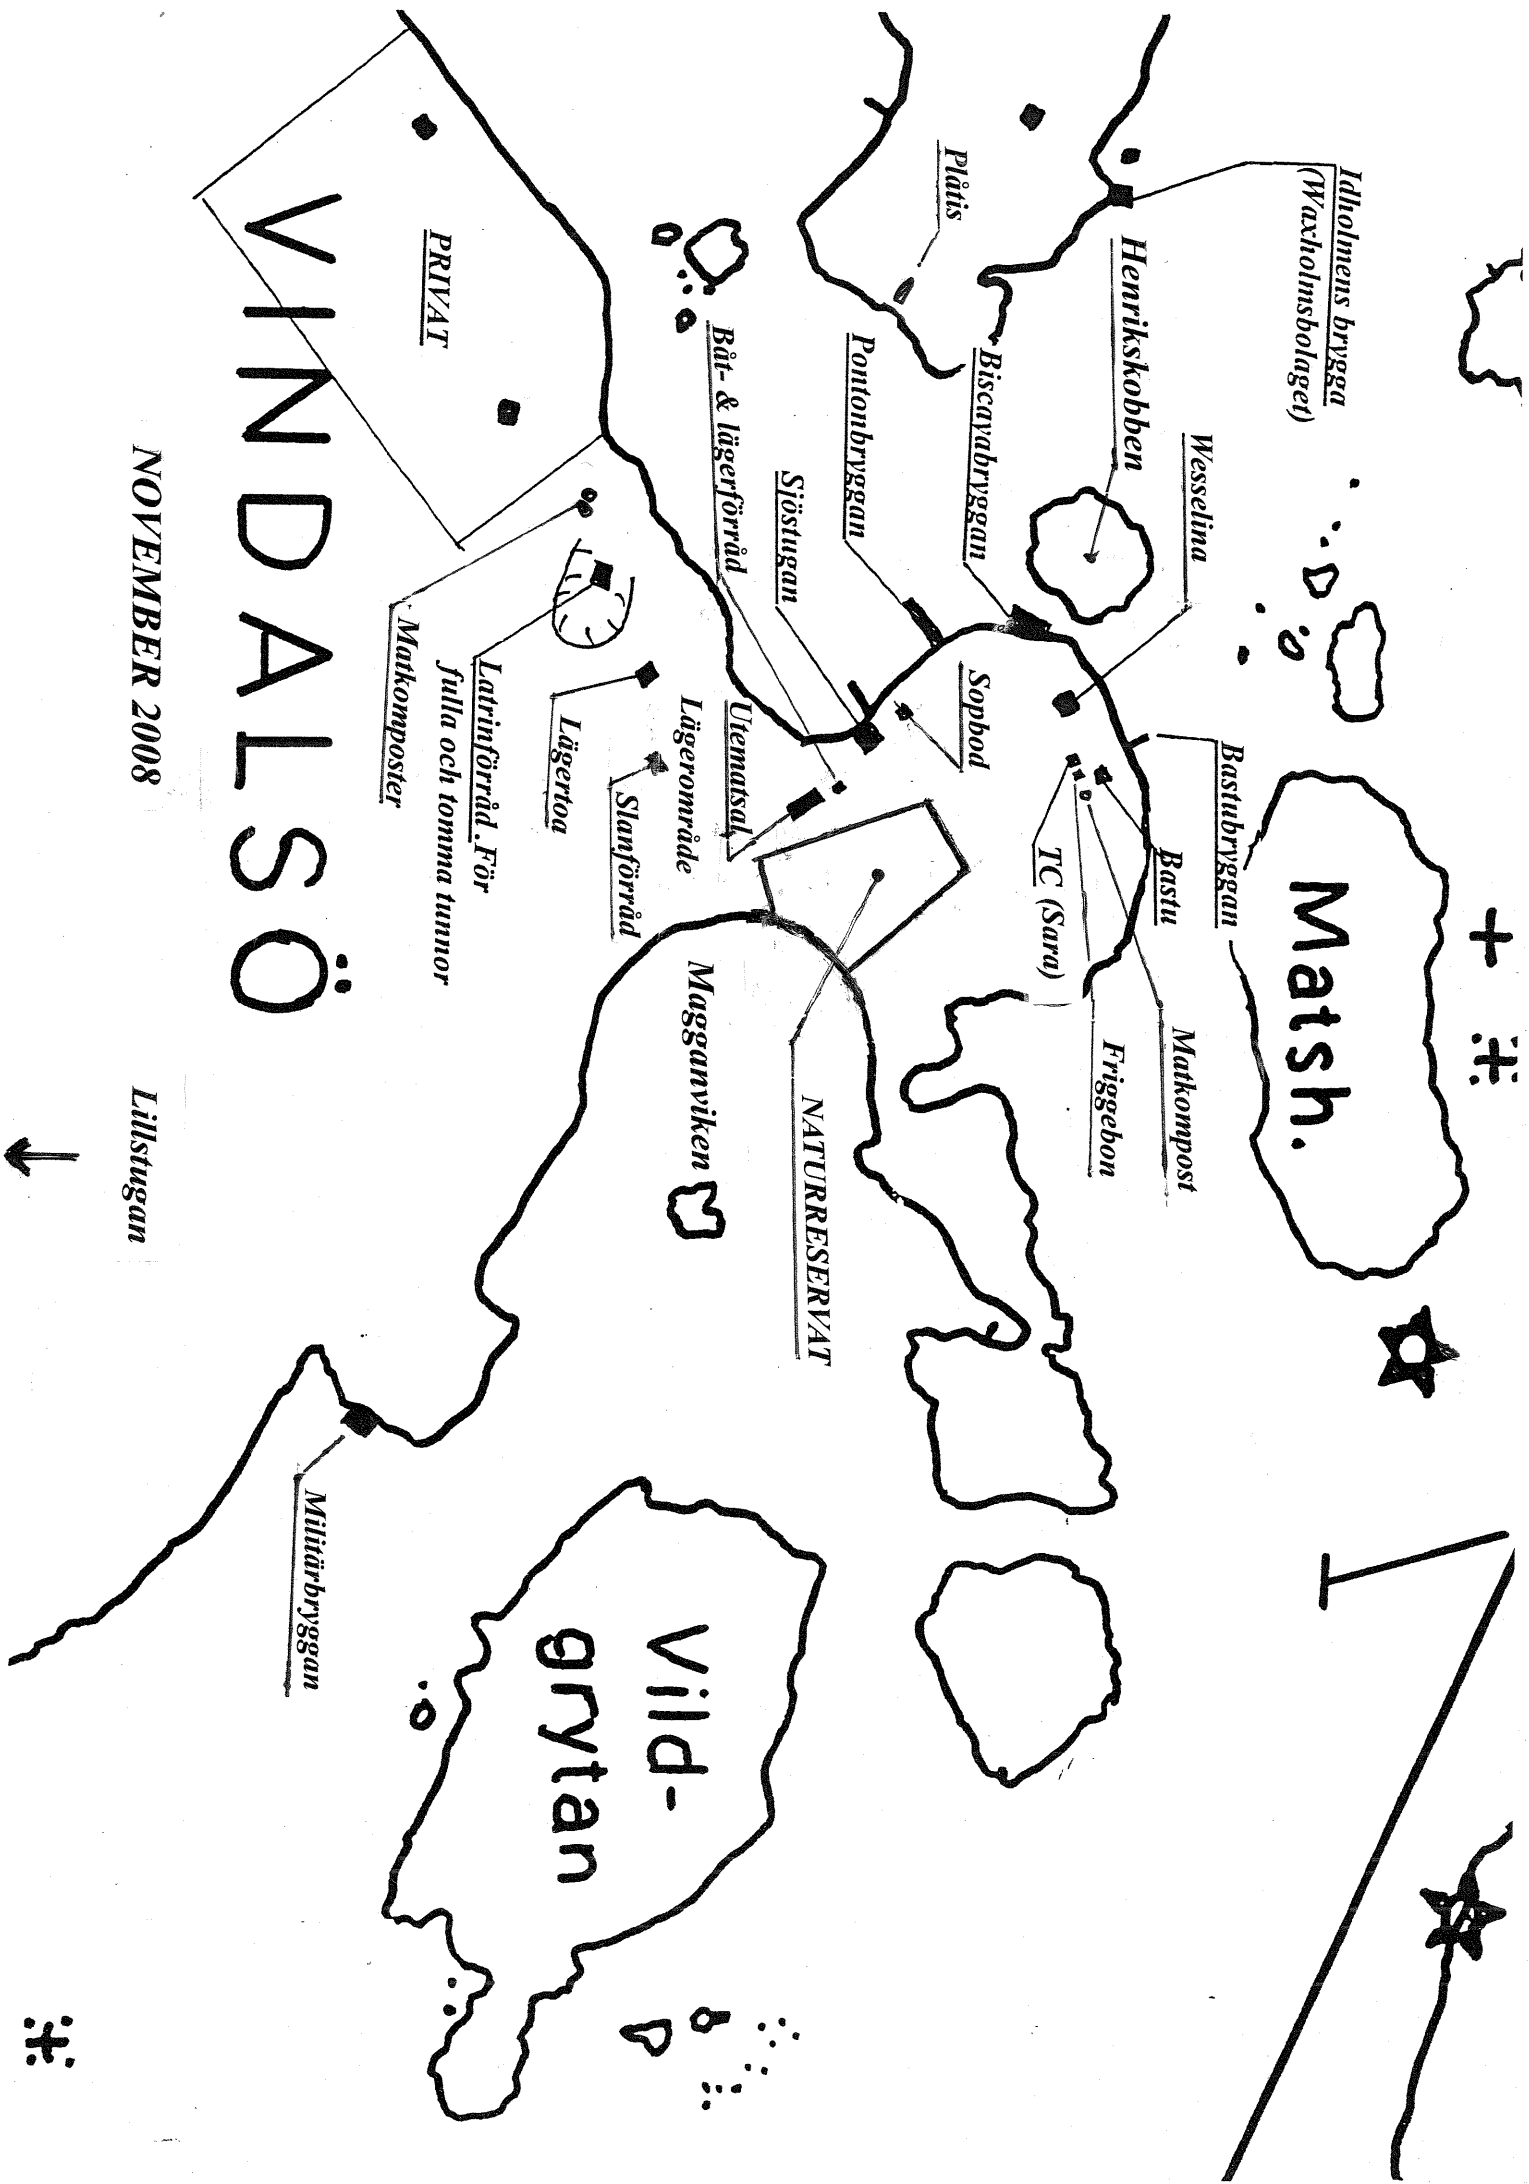 Idholmens brygga
(Waxholmsbolaget)
Henrikskobben
Wesselina
Plåtis
Biscayabryggan
Pontonbryggan
Båt- & lägerförråd
Sjöstugan
Bastubryggan
Matsh.
Sopbod
Bastu
TC (Sara)
Matkompost
Friggebon
Utematsal
Lägerområde
Slanförråd
Lägertoa
Latrinförråd .För
fulla och tomma tunnor
Matkomposter
PRIVAT
NATURRESERVAT
Magganviken
VINDALSÖ
NOVEMBER 2008
Lillstugan
Militärbryggan
Vild-
grytan